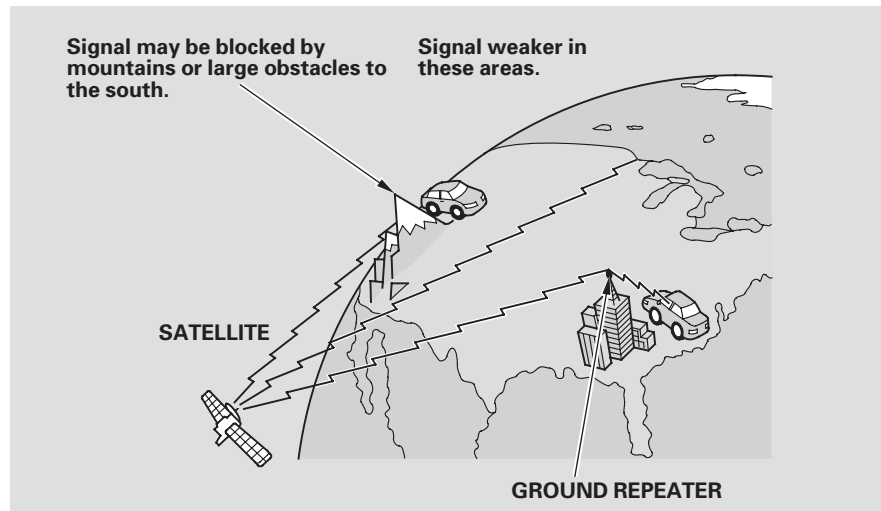 Signal may be blocked by
mountains or large obstacles to
the south.
Signal weaker in
these areas.
SATELLITE
GROUND REPEATER